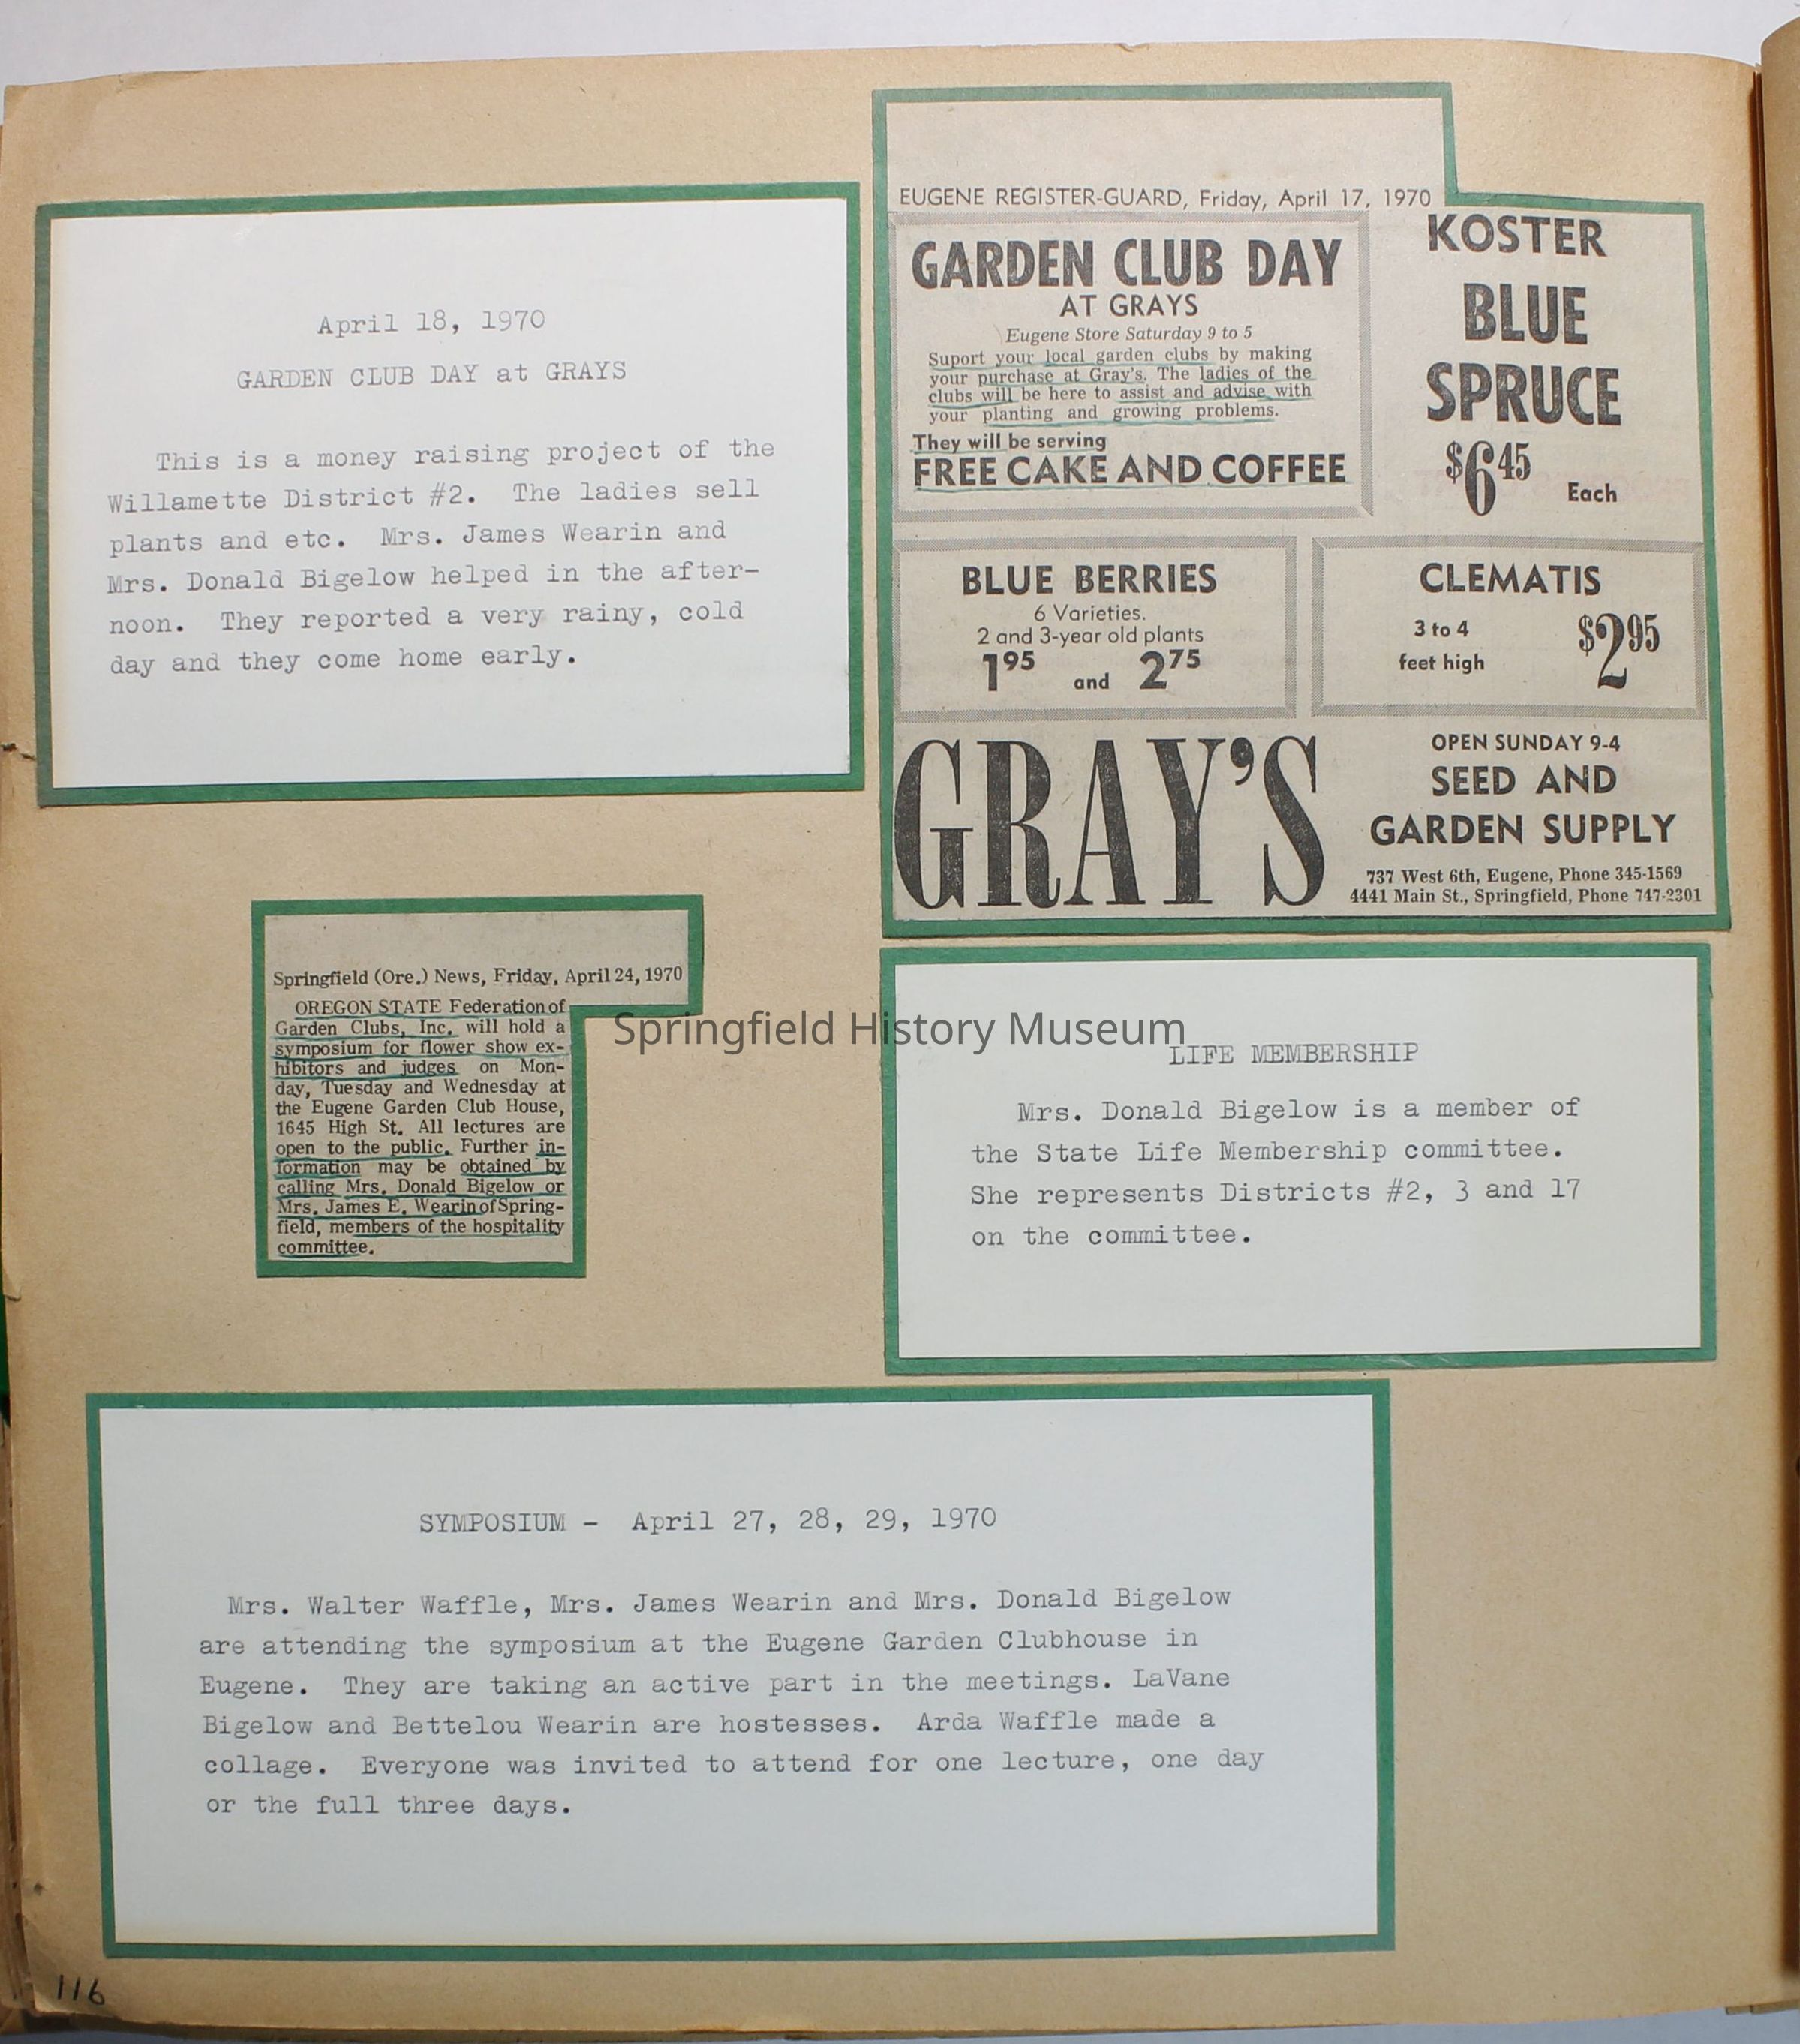 April 18, 1970
GARDEN CLUB DAY at GRAYS
This is a money raising project of the
Willamette District #2. The ladies sell
plants and etc. Mrs. James Wearin and
Mrs. Donald Bigelow helped in the after-
noon. They reported a very rainy, cold
day and they come home early.
EUGENE REGISTER-GUARD, Friday, April 17, 1970
GARDEN CLUB DAY
AT GRAYS
Eugene Store Saturday 9 to 5
Suport your local garden clubs by making
your purchase at Gray's. The ladies of the
clubs will be here to assist and advise with
your planting and growing problems.
They will be serving
FREE CAKE AND COFFEE
KOSTER
BLUE
SPRUCE
$6.45
Each
BLUE BERRIES
6 Varieties.
2 and 3-year old plants
1.95 and 2.75
CLEMATIS
3 to 4
feet high
$2.95
GRAY'S
OPEN SUNDAY 9-4
SEED AND
GARDEN SUPPLY
737 West 6th, Eugene, Phone 345-1569
4441 Main St., Springfield, Phone 747-2301
Springfield (Ore.) News, Friday, April 24, 1970
OREGON STATE Federation of
Garden Clubs, Inc. will hold a
symposium for flower show ex-
hibitors and judges on Mon-
day, Tuesday and Wednesday at
the Eugene Garden Club House,
1645 High St. All lectures are
open to the public. Further in-
formation may be obtained by
calling Mrs. Donald Bigelow or
Mrs. James E. Wearin of Spring-
field, members of the hospitality
committee.
Springfield History Museum
LIFE MEMBERSHIP
Mrs. Donald Bigelow is a member of
the State Life Membership committee.
She represents Districts #2, 3 and 17
on the committee.
SYMPOSIUM - April 27, 28, 29, 1970
Mrs. Walter Waffle, Mrs. James Wearin and Mrs. Donald Bigelow
are attending the symposium at the Eugene Garden Clubhouse in
Eugene. They are taking an active part in the meetings. LaVane
Bigelow and Bettelou Wearin are hostesses. Arda Waffle made a
collage. Everyone was invited to attend for one lecture, one day
or the full three days.
116